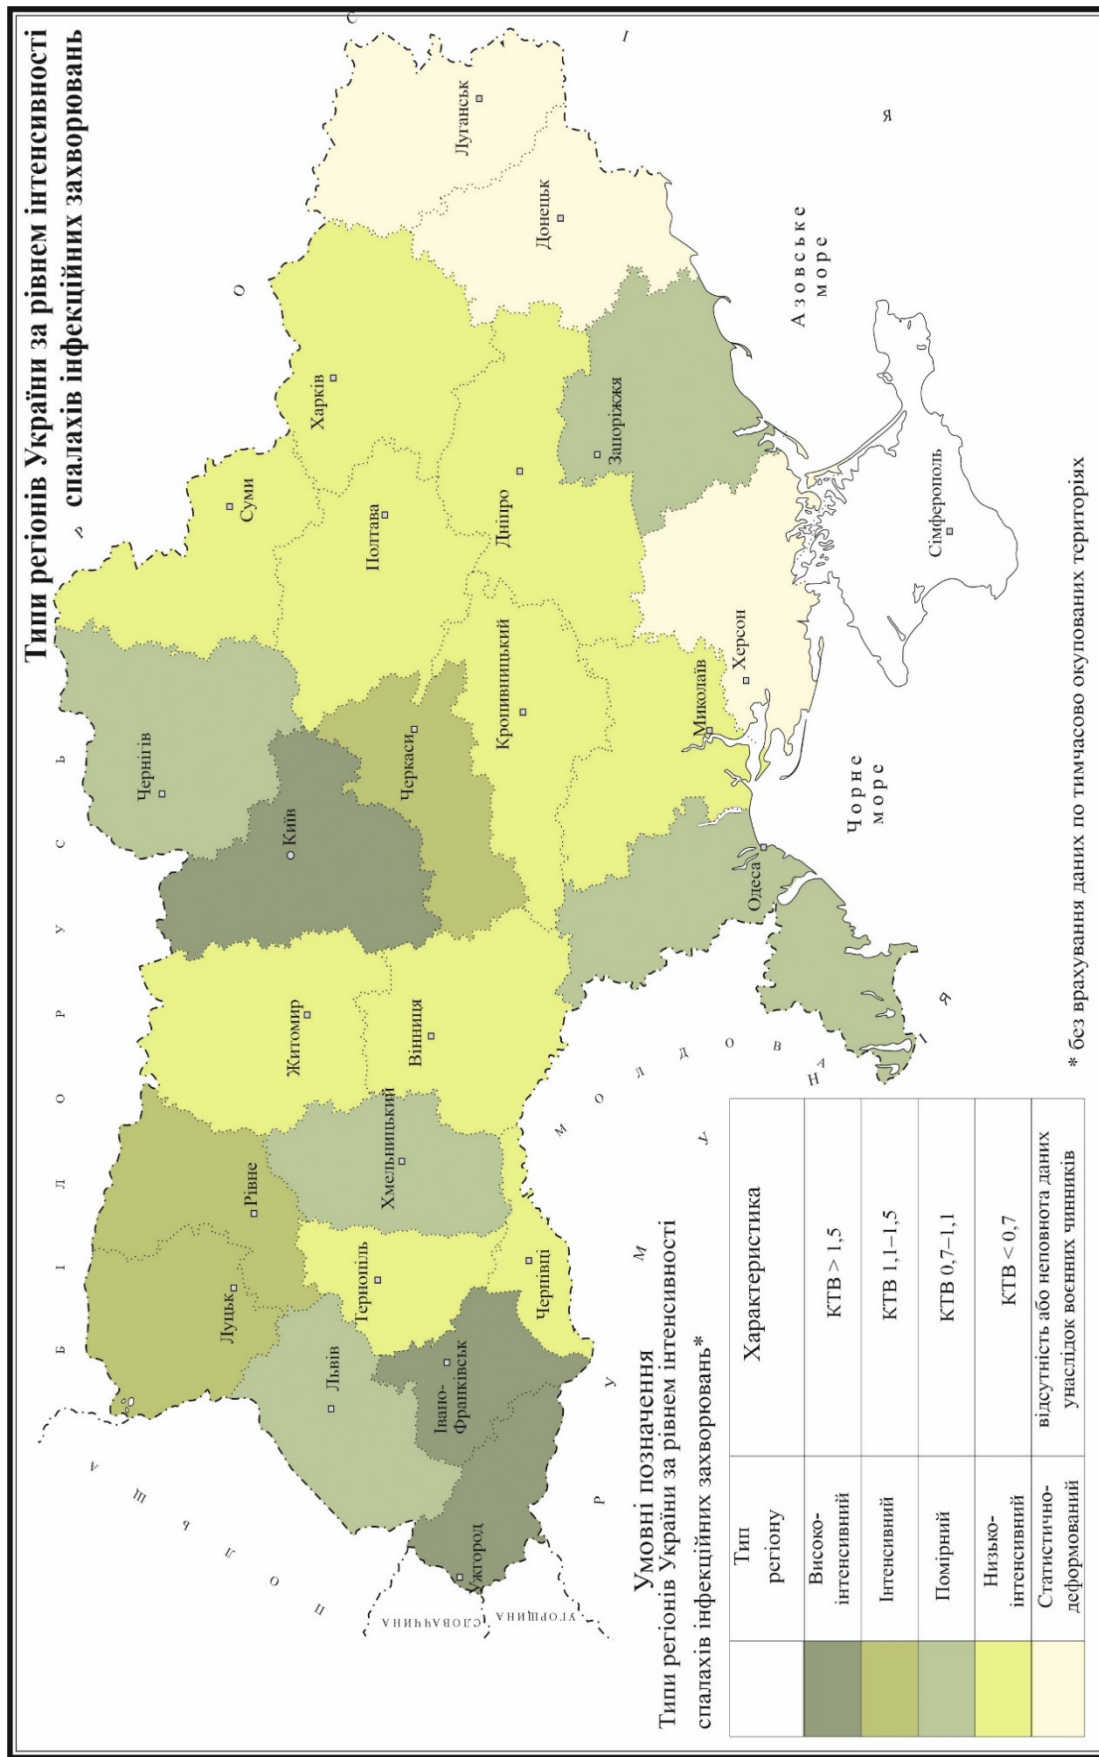 Типи регіонів України за рівнем інтенсивності
спалахів інфекційних захворювань
Р О С І Я
Б І Л О Р У С Ь
П О Л Ь Щ А
СЛОВАЧЧИНА
УГОРЩИНА
Р У М У Н І Я
М О Л Д О В А
Луцьк
Рівне
Житомир
Київ
Чернігів
Суми
Харків
Луганськ
Львів
Тернопіль
Хмельницький
Вінниця
Черкаси
Полтава
Донецьк
Ужгород
Івано-
Франківськ
Чернівці
Кропивницький
Дніпро
Запоріжжя
Одеса
Миколаїв
Херсон
Сімферополь
Азовське
море
Чорне
море
Умовні позначення
Типи регіонів України за рівнем інтенсивності
спалахів інфекційних захворювань*
Тип
регіону
Характеристика
Високо-
інтенсивний
КТВ > 1,5
Інтенсивний
КТВ 1,1–1,5
Помірний
КТВ 0,7–1,1
Низько-
інтенсивний
КТВ < 0,7
Статистично-
деформований
відсутність або неповнота даних
унаслідок воєнних чинників
* без врахування даних по тимчасово окупованих територіях